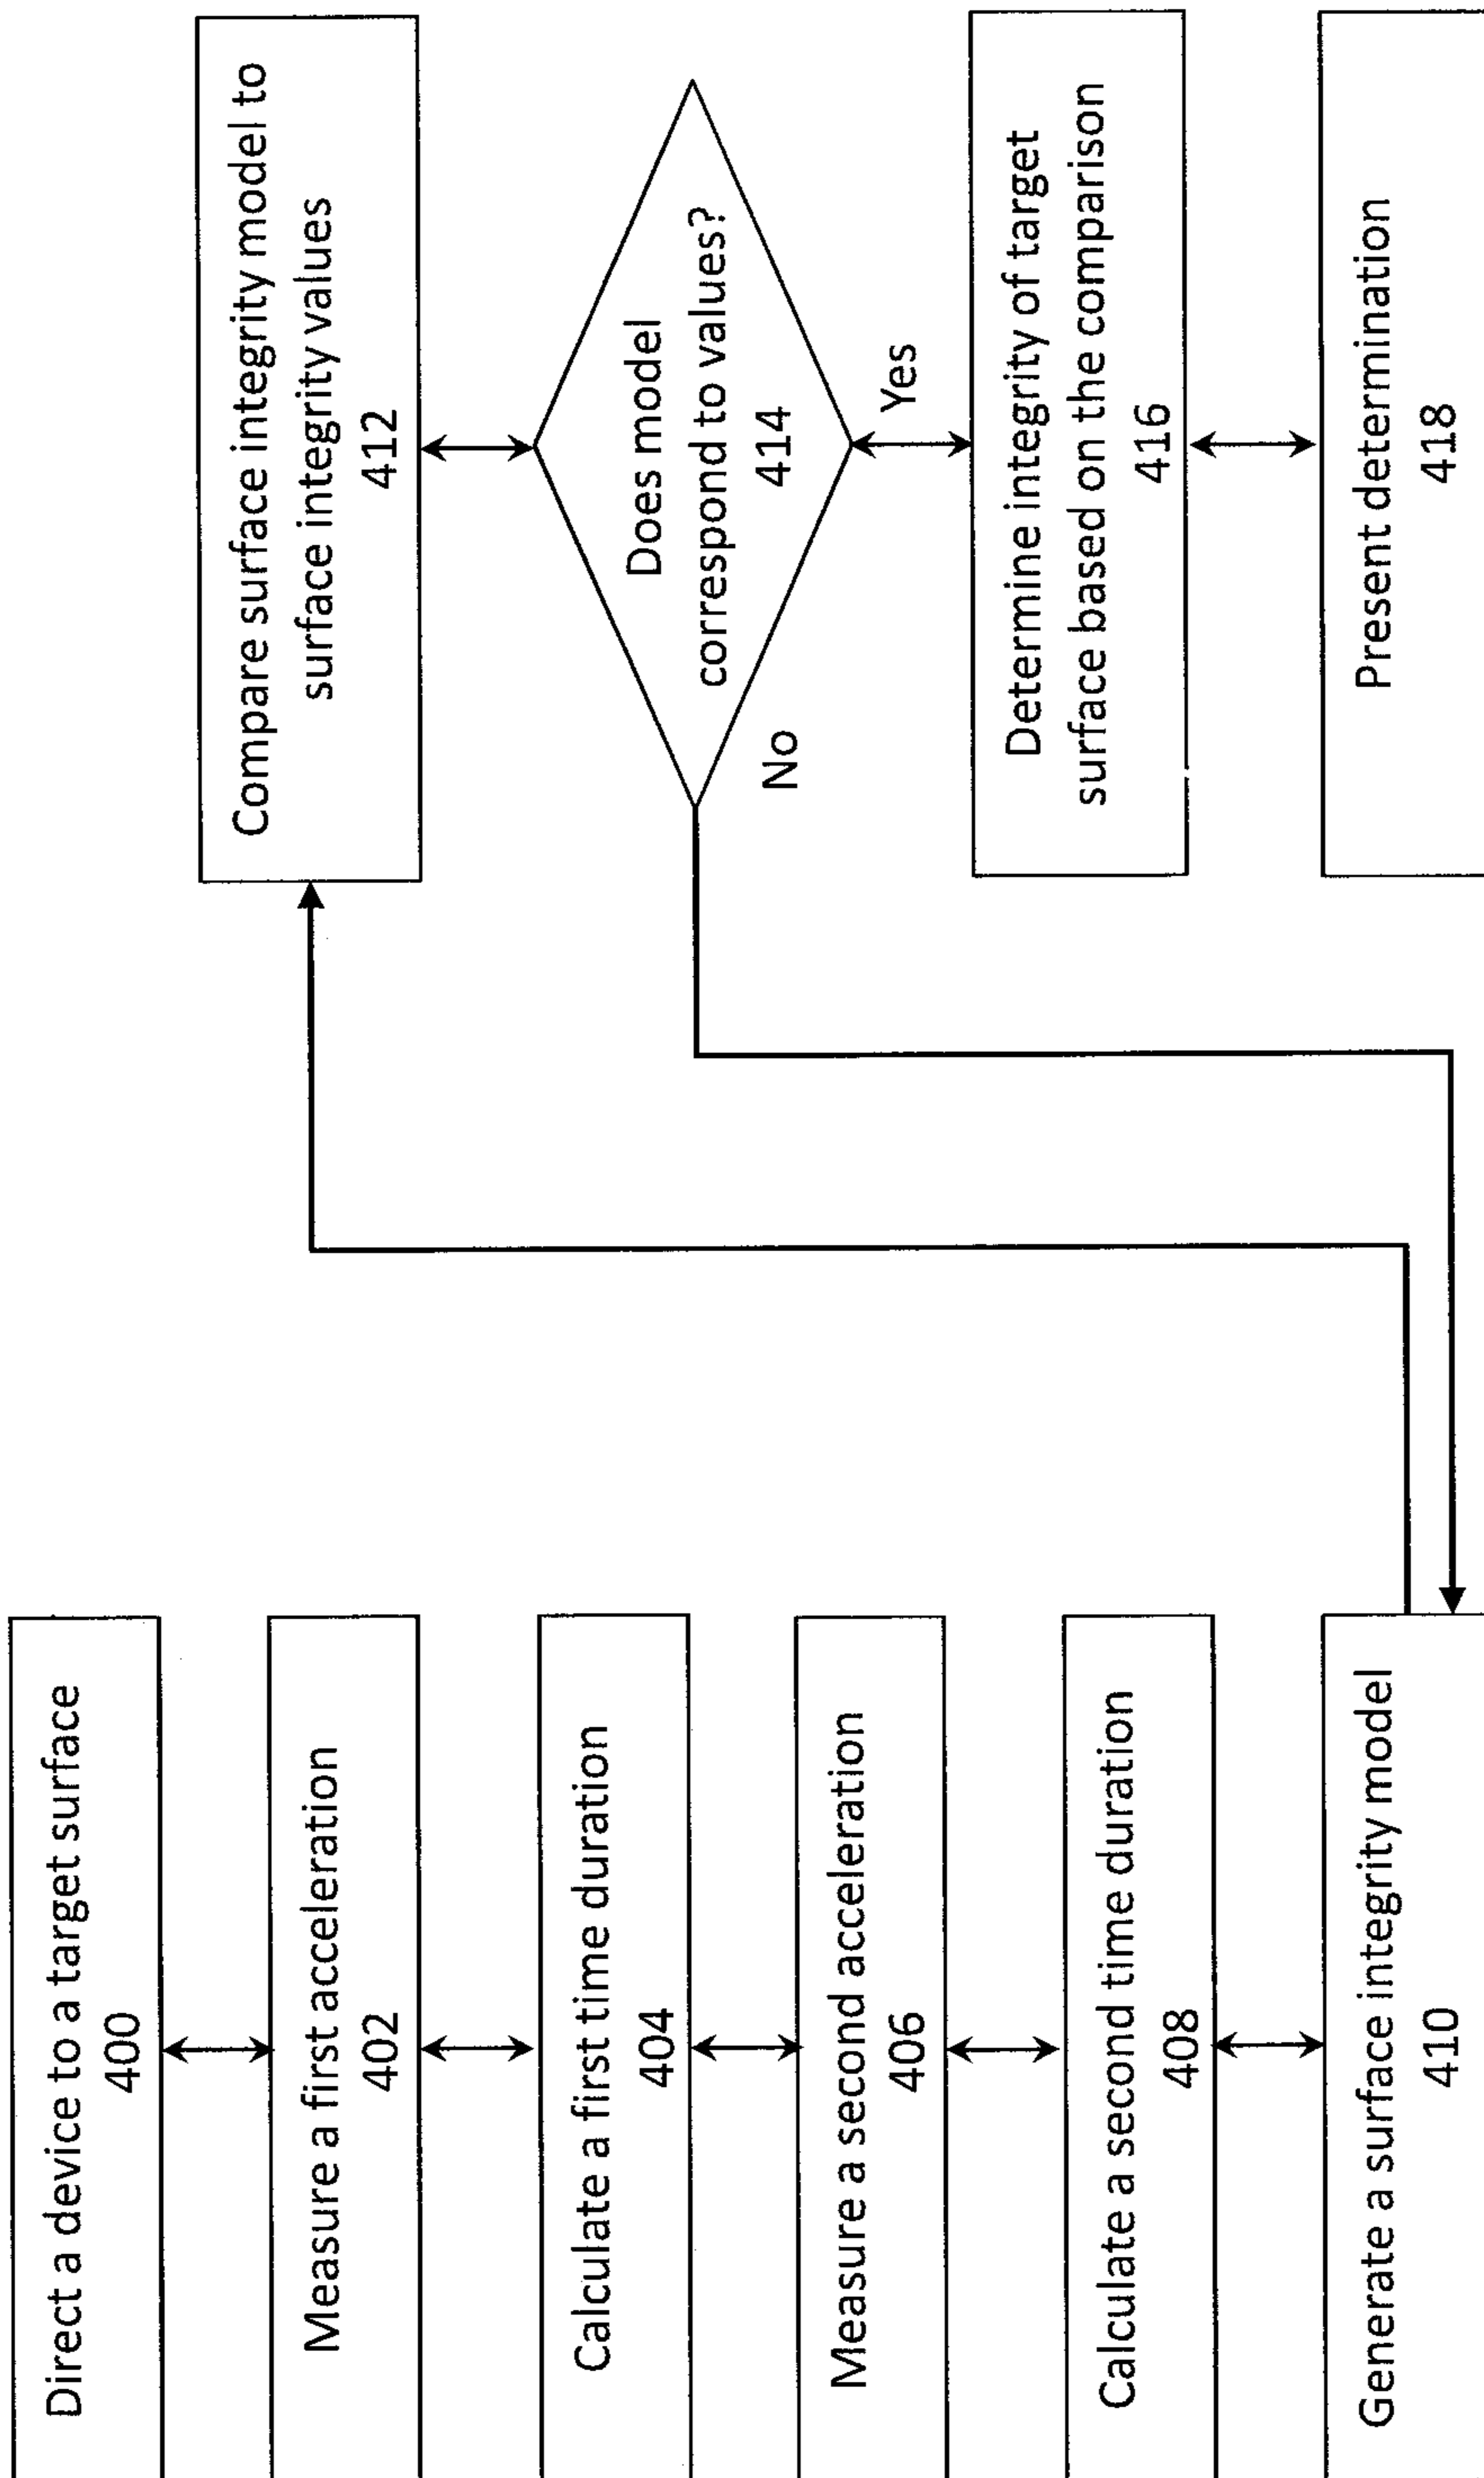 Direct a device to a target surface
400
Measure a first acceleration
402
Calculate a first time duration
404
Measure a second acceleration
406
Calculate a second time duration
408
Generate a surface integrity model
410
Compare surface integrity model to
surface integrity values
412
Does model
correspond to values?
414
No
Yes
Determine integrity of target
surface based on the comparison
416
Present determination
418